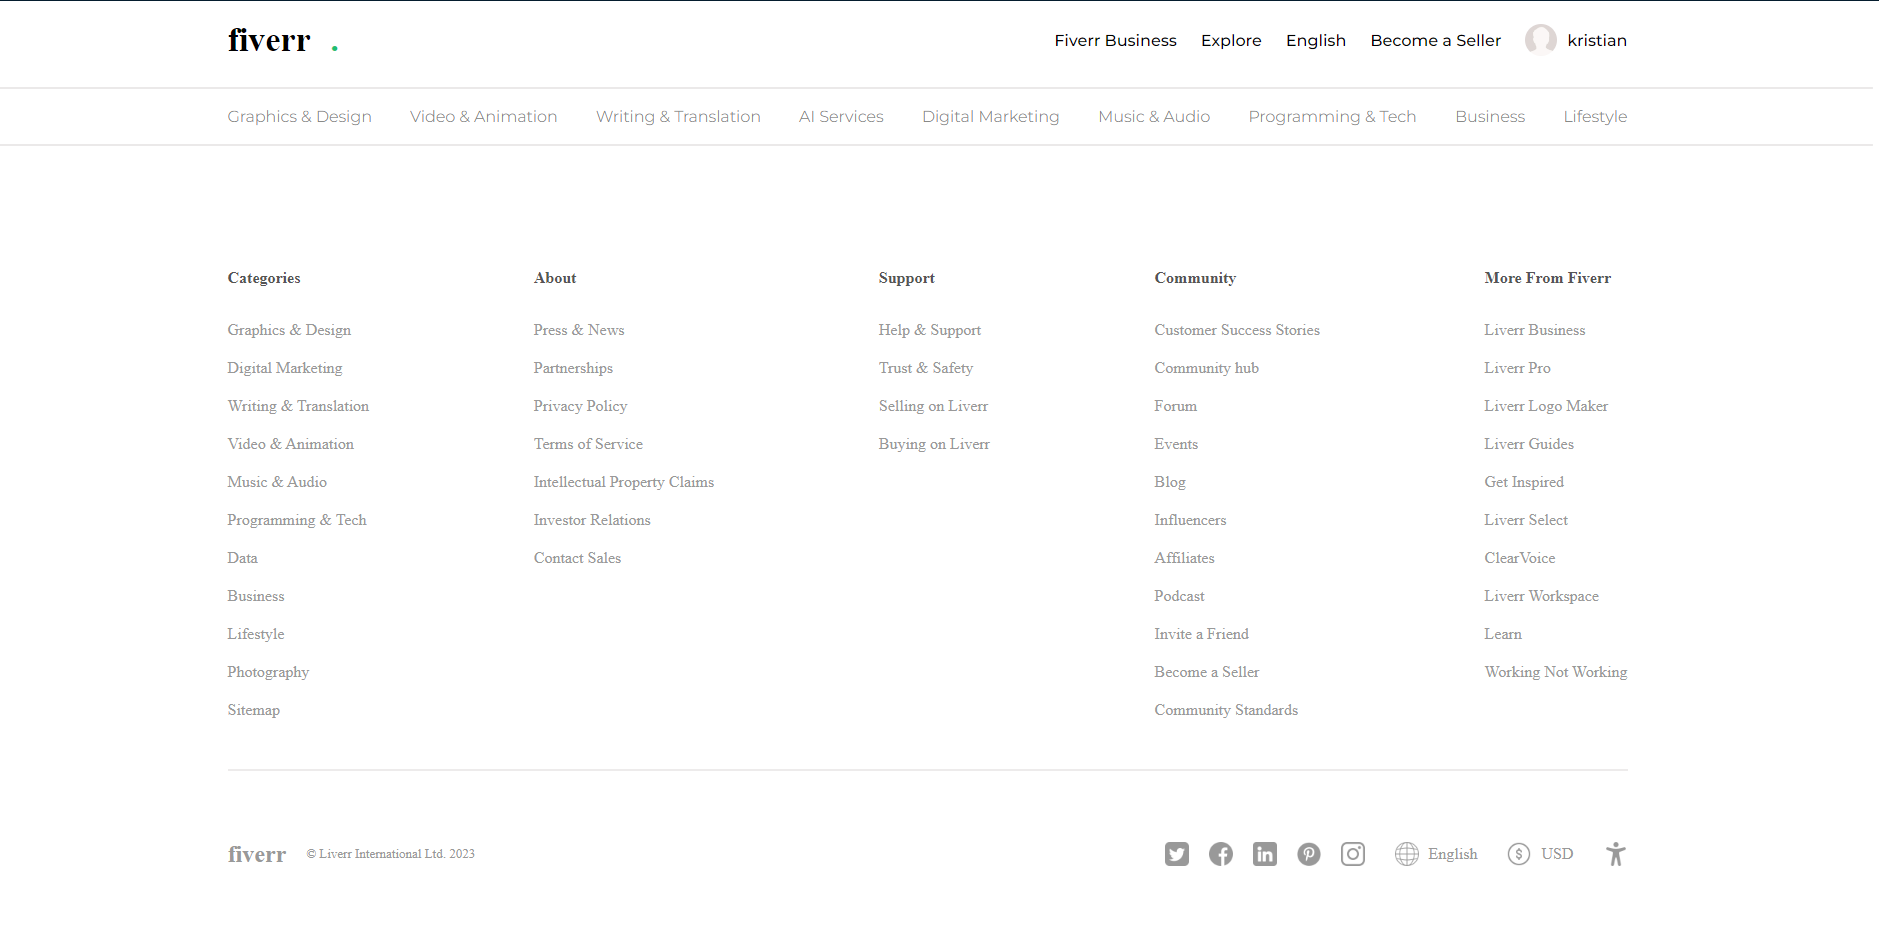 fiverr .
Fiverr Business Explore English Become a Seller kristian
Graphics & Design Video & Animation Writing & Translation AI Services Digital Marketing Music & Audio Programming & Tech Business Lifestyle
Categories
Graphics & Design
Digital Marketing
Writing & Translation
Video & Animation
Music & Audio
Programming & Tech
Data
Business
Lifestyle
Photography
Sitemap
About
Press & News
Partnerships
Privacy Policy
Terms of Service
Intellectual Property Claims
Investor Relations
Contact Sales
Support
Help & Support
Trust & Safety
Selling on Liverr
Buying on Liverr
Community
Customer Success Stories
Community hub
Forum
Events
Blog
Influencers
Affiliates
Podcast
Invite a Friend
Become a Seller
Community Standards
More From Fiverr
Liverr Business
Liverr Pro
Liverr Logo Maker
Liverr Guides
Get Inspired
Liverr Select
ClearVoice
Liverr Workspace
Learn
Working Not Working
fiverr © Liverr International Ltd. 2023
English USD